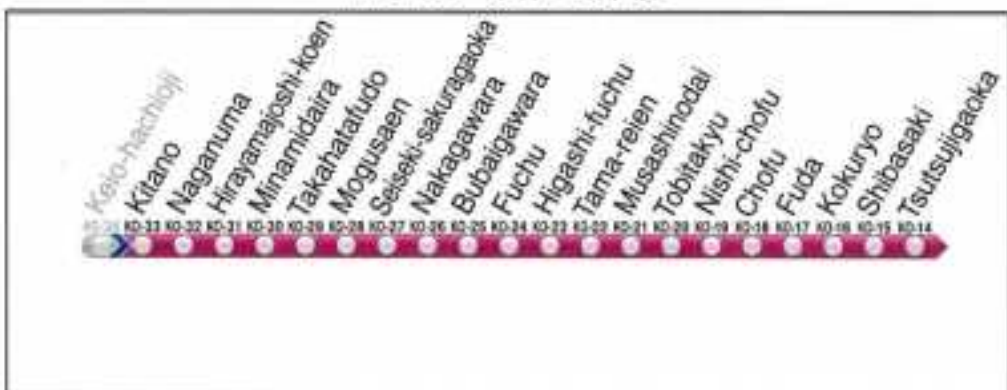 Keio-hachioji
Kitano
Naganuma
Hirayamajoshi-koen
Minamidaira
Takahatafudo
Mogusaen
Seiseki-sakuragaoka
Nakagawara
Bubaigawara
Fuchu
Higashi-fuchu
Tama-reien
Musashinodai
Tobitakyu
Nishi-chofu
Chofu
Fuda
Kokuryo
Shibasaki
Tsutsujigaoka
KO-33 KO-32 KO-31 KO-30 KO-29 KO-28 KO-27 KO-26 KO-25 KO-24 KO-23 KO-22 KO-21 KO-20 KO-19 KO-18 KO-17 KO-16 KO-15 KO-14